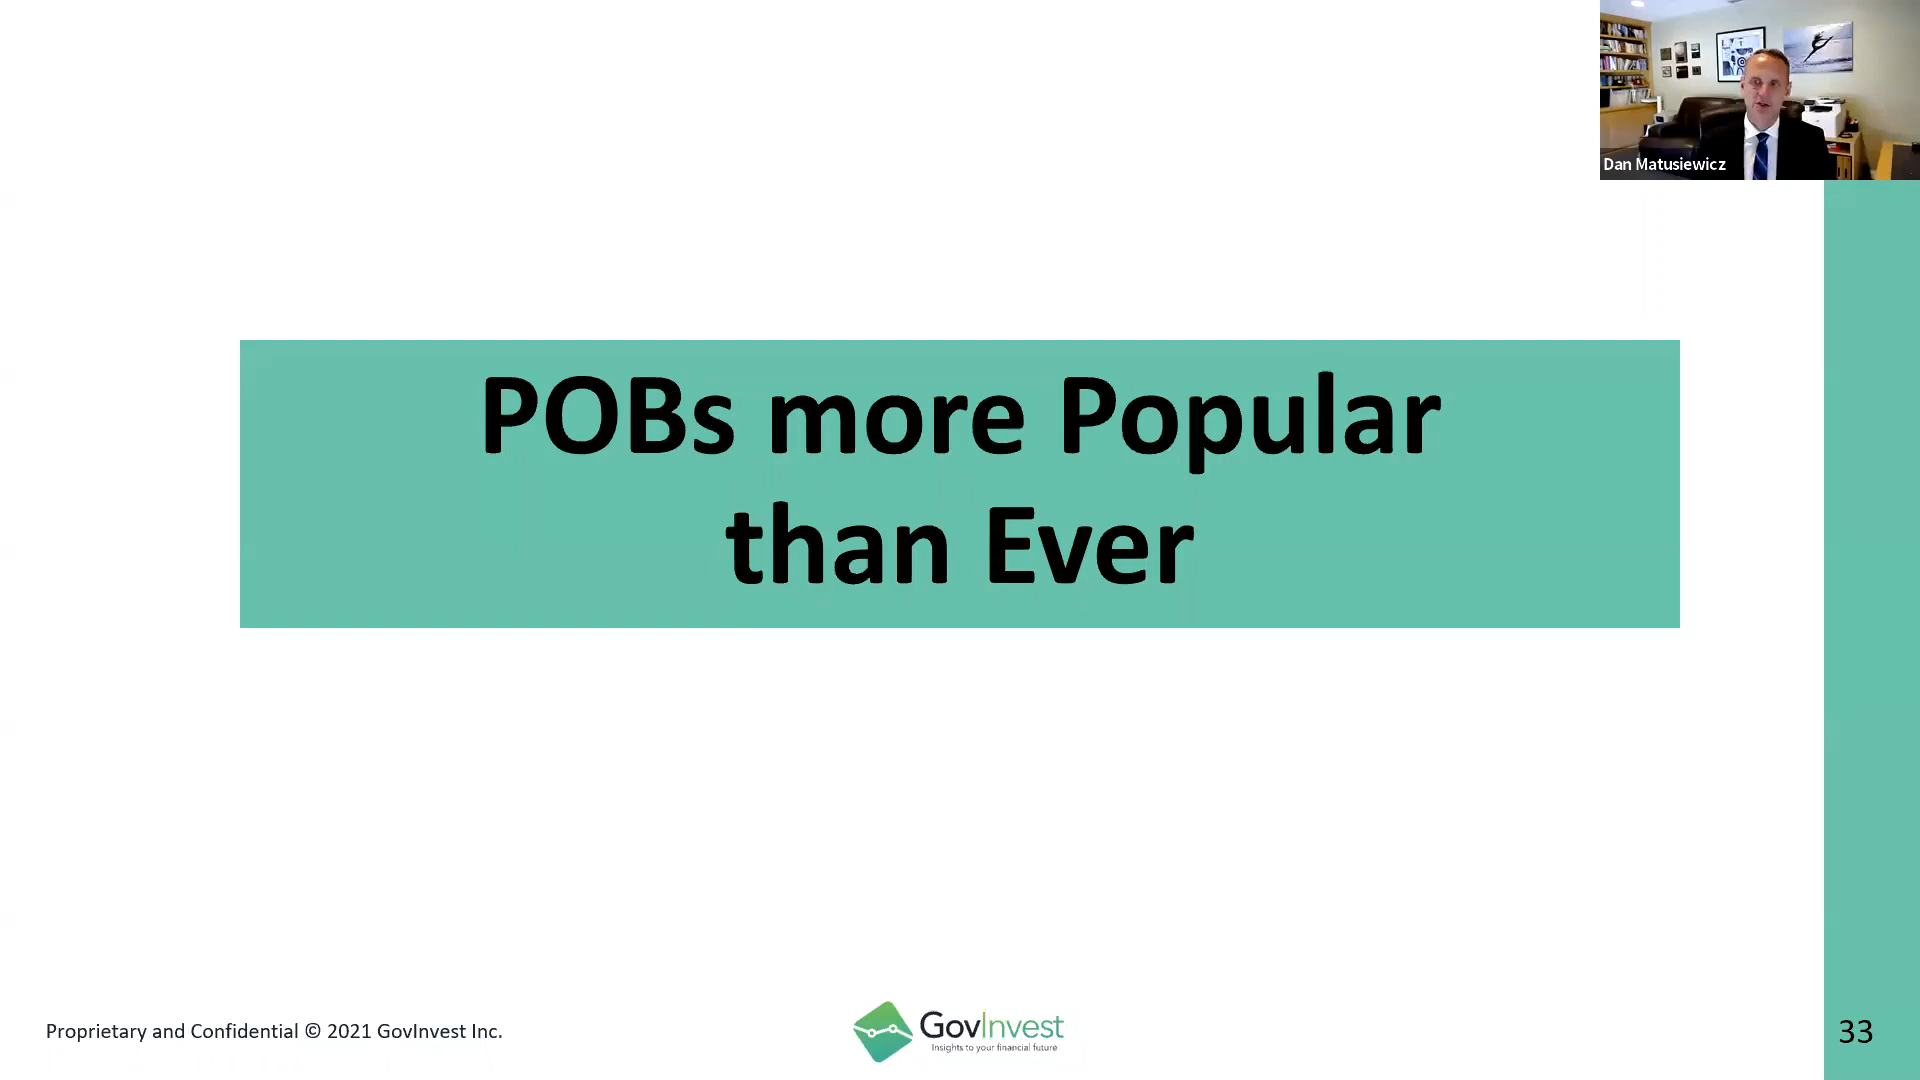 Dan Matusiewicz
POBs more Popular
than Ever
Proprietary and Confidential © 2021 GovInvest Inc.
GovInvest
Insights to your financial future
33